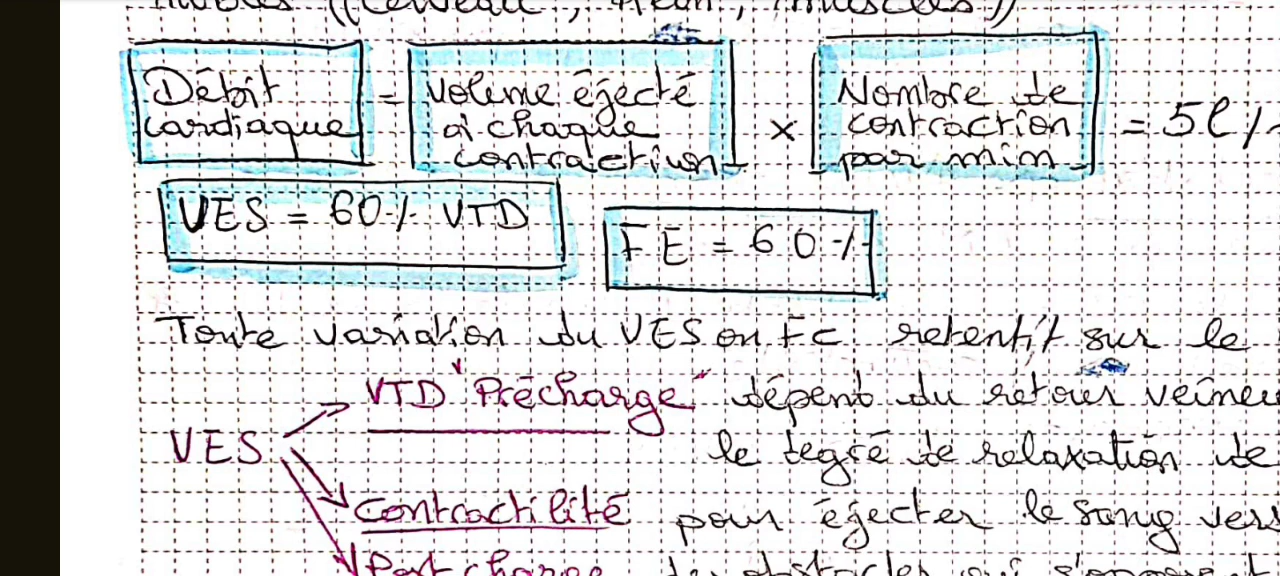 Débit cardiaque = Volume éjecté à chaque contraction × Nombre de contraction par min = 5l/
VES = 60% VTD
FE = 60%
Toute variation du VES ou Fc retentit sur le
VES
VTD "Précharge" dépent du retour veineu
le degré de relaxation de
Contractilité pour éjecter le sang vers
Postcharge